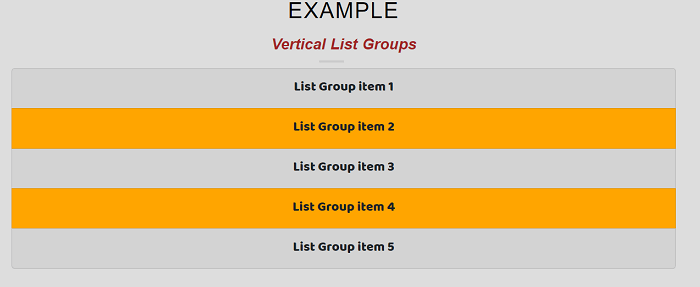 EXAMPLE
Vertical List Groups
List Group item 1
List Group item 2
List Group item 3
List Group item 4
List Group item 5